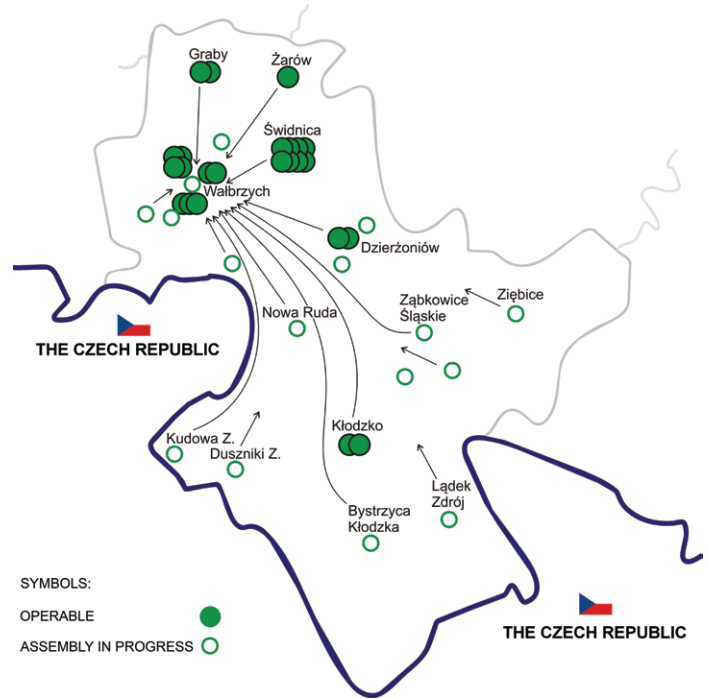 Graby
Żarów
Świdnica
Wałbrzych
Dzierżoniów
Ząbkowice
Śląskie
Ziębice
Nowa Ruda
THE CZECH REPUBLIC
Kłodzko
Kudowa Z.
Duszniki Z.
Lądek
Zdrój
Bystrzyca
Kłodzka
SYMBOLS:
OPERABLE
ASSEMBLY IN PROGRESS
THE CZECH REPUBLIC